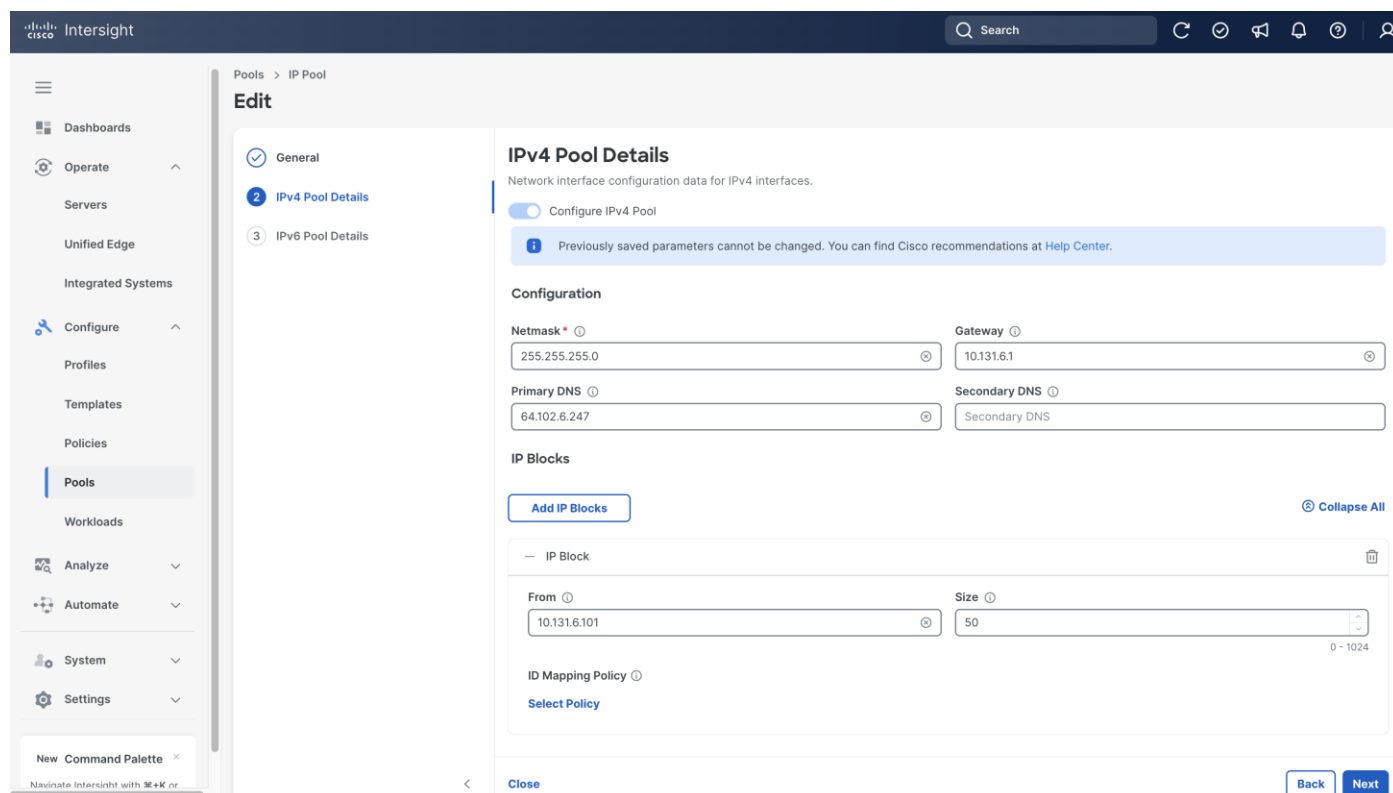 cisco Intersight
Search
Dashboards
Operate
Servers
Unified Edge
Integrated Systems
Configure
Profiles
Templates
Policies
Pools
Workloads
Analyze
Automate
System
Settings
New Command Palette
Navigate Intersight with ⌘+K or
Pools > IP Pool
Edit
General
2 IPv4 Pool Details
3 IPv6 Pool Details
IPv4 Pool Details
Network interface configuration data for IPv4 interfaces.
Configure IPv4 Pool
Previously saved parameters cannot be changed. You can find Cisco recommendations at Help Center.
Configuration
Netmask * Gateway
255.255.255.0 10.131.6.1
Primary DNS Secondary DNS
64.102.6.247 Secondary DNS
IP Blocks
Add IP Blocks Collapse All
IP Block
From Size
10.131.6.101 50
0 - 1024
ID Mapping Policy
Select Policy
Close Back Next